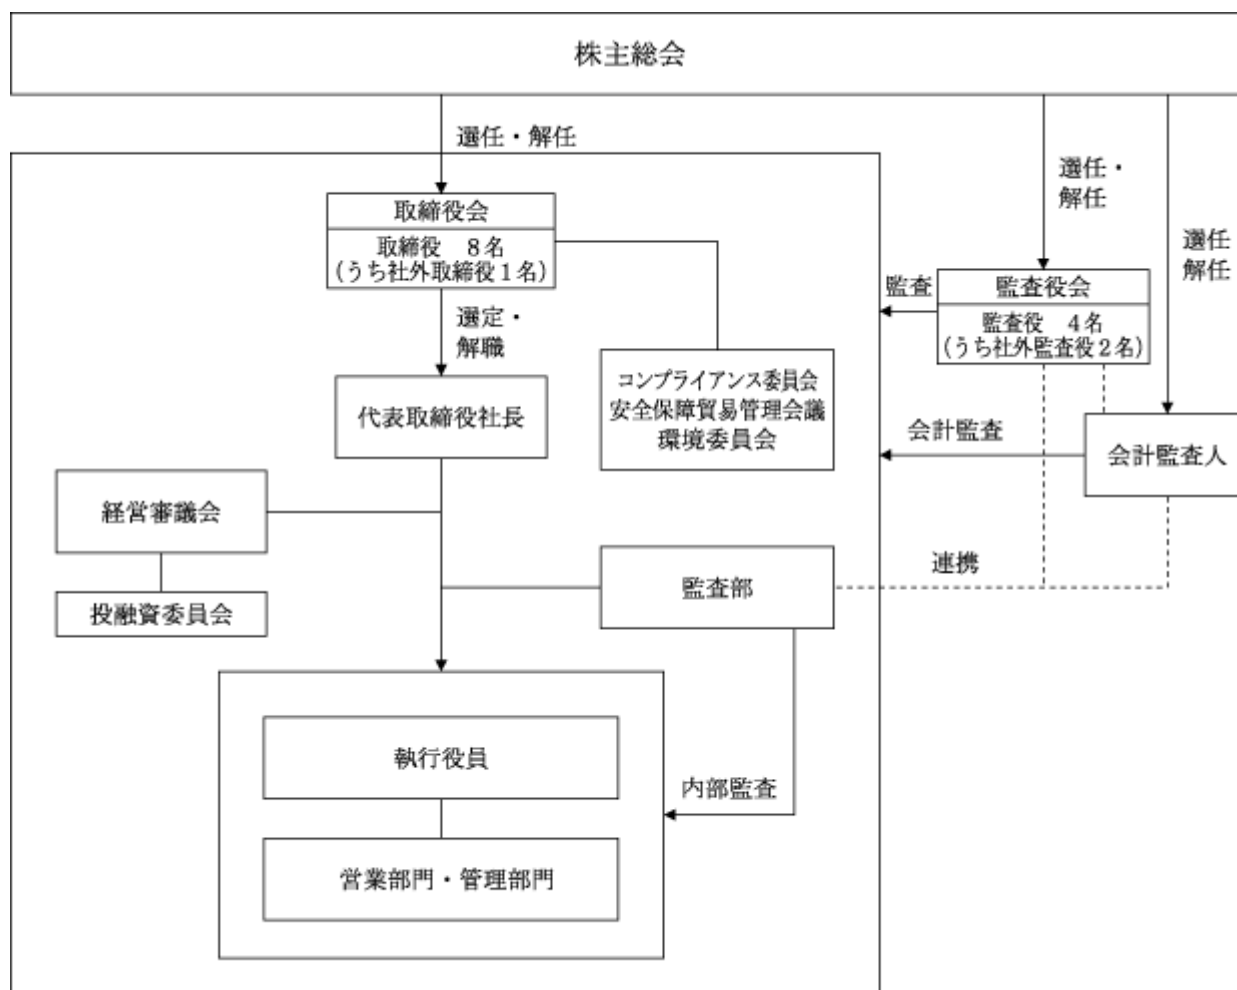 株主総会
選任・解任
選任・
解任
選任
解任
取締役会
取締役　8名
(うち社外取締役1名)
監査
監査役会
監査役　4名
(うち社外監査役2名)
選定・
解職
コンプライアンス委員会
安全保障貿易管理会議
環境委員会
代表取締役社長
会計監査
会計監査人
経営審議会
連携
監査部
投融資委員会
執行役員
内部監査
営業部門・管理部門